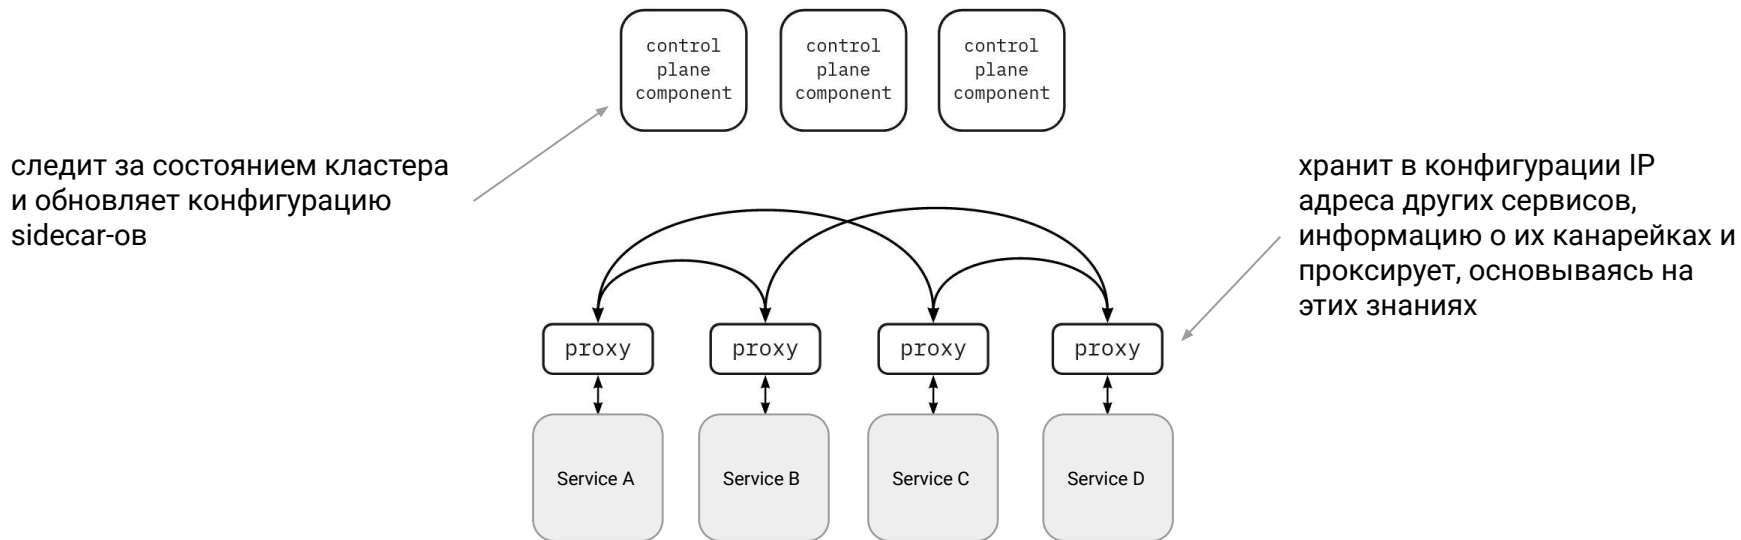 control
plane
component
control
plane
component
control
plane
component
следит за состоянием кластера
и обновляет конфигурацию
sidecar-ов
хранит в конфигурации IP
адреса других сервисов,
информацию о их канарейках и
проксирует, основываясь на
этих знаниях
proxy
proxy
proxy
proxy
Service A
Service B
Service C
Service D